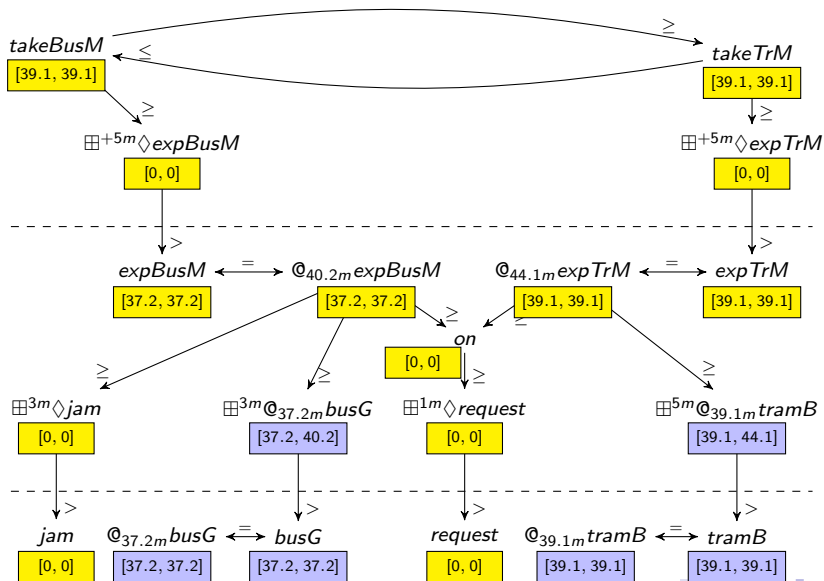 takeBusM ≥ takeTrM
≤
[39.1, 39.1] [39.1, 39.1]
≥ ≥
⊞^{+5m}◇expBusM ⊞^{+5m}◇expTrM
[0, 0] [0, 0]
> >
expBusM = @_{40.2m}expBusM @_{44.1m}expTrM = expTrM
[37.2, 37.2] [37.2, 37.2] [39.1, 39.1] [39.1, 39.1]
≥ ≥
on
[0, 0]
≥ ≥ ≥ ≥
⊞^{3m}◇jam ⊞^{3m}@_{37.2m}busG ⊞^{1m}◇request ⊞^{5m}@_{39.1m}tramB
[0, 0] [37.2, 40.2] [0, 0] [39.1, 44.1]
> > > >
jam @_{37.2m}busG = busG request @_{39.1m}tramB = tramB
[0, 0] [37.2, 37.2] [37.2, 37.2] [0, 0] [39.1, 39.1] [39.1, 39.1]